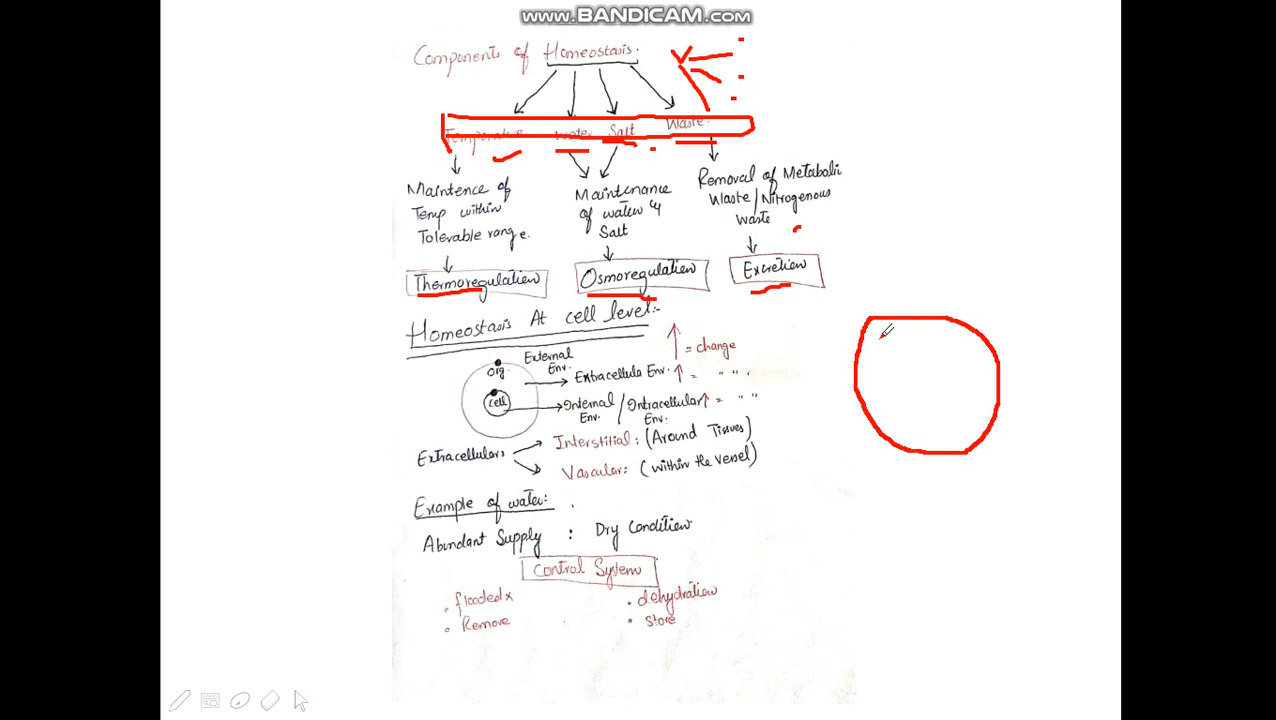 www.BANDICAM.com
Components of Homeostasis.
Temperature Water Salt Waste.
Maintence of
Temp within
Tolerable range.
Maintenance
of water &
Salt
Removal of Metabolic
Waste/Nitrogenous
Waste
Thermoregulation
Osmoregulation
Excretion
Homeostasis At cell level:-
External
Env.
Org
cell
= change
Extracellula Env. = " "
Internal / Intracellular = " "
Env. Env.
Extracellular:
Interstitial: (Around Tissues)
Vascular: (within the vessel)
Example of water:
Abundant Supply : Dry Condition
Control System
• flooded x
• Remove
• dehydration
• store